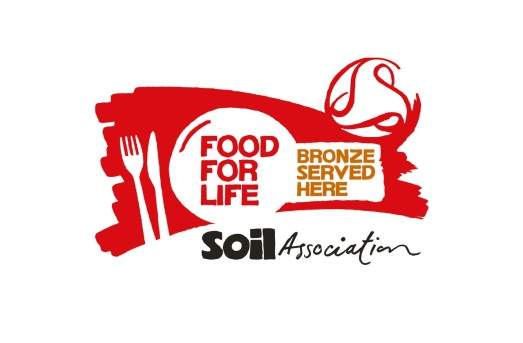 FOOD
FOR
LIFE
BRONZE
SERVED
HERE
Soil Association